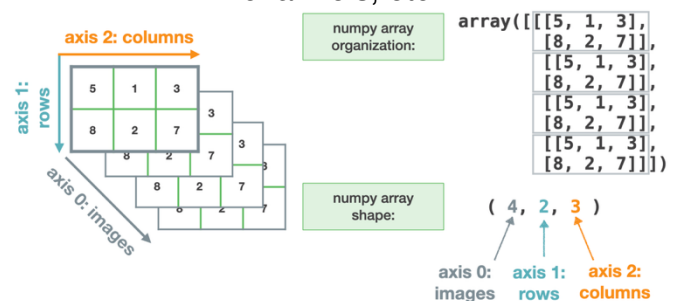 axis 2: columns
axis 1:
rows
axis 0: images
5 1 3
8 2 7
3
8 2 7
3
8 2 7
numpy array
organization:
array([[[5, 1, 3],
[8, 2, 7]],
[[5, 1, 3],
[8, 2, 7]],
[[5, 1, 3],
[8, 2, 7]],
[[5, 1, 3],
[8, 2, 7]]])
numpy array
shape:
( 4, 2, 3 )
axis 0:
images
axis 1:
rows
axis 2:
columns